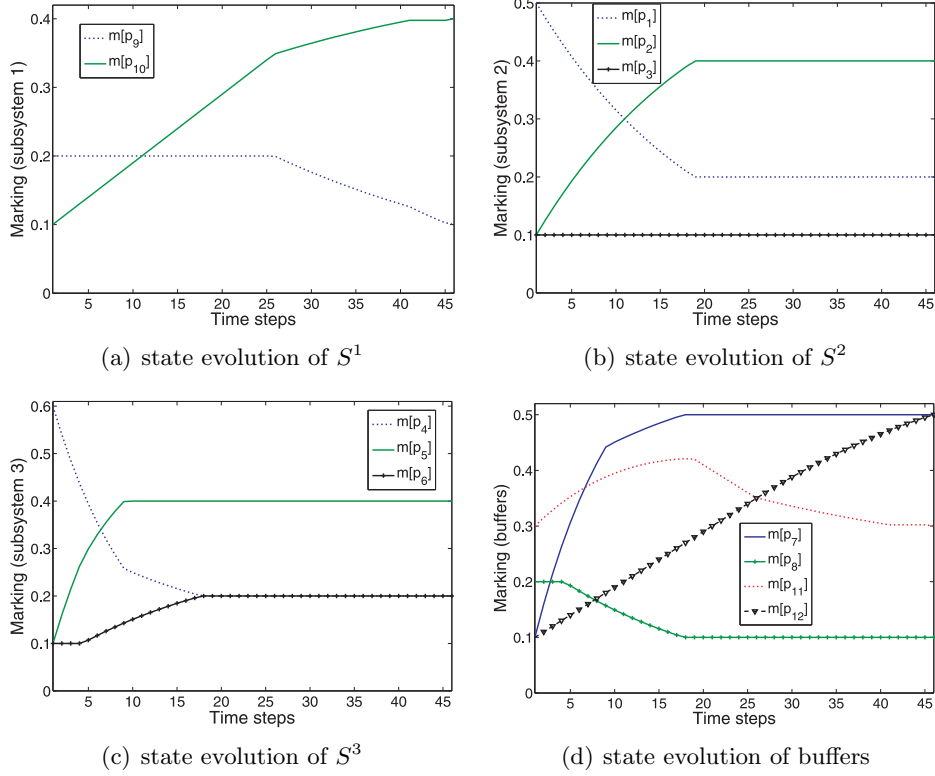 0.4
0.3
0.2
0.1
0
Marking (subsystem 1)
m[p9]
m[p10]
5 10 15 20 25 30 35 40 45
Time steps
(a) state evolution of S^1
0.5
0.4
0.3
0.2
0.1
0
Marking (subsystem 2)
m[p1]
m[p2]
m[p3]
5 10 15 20 25 30 35 40 45
Time steps
(b) state evolution of S^2
0.6
0.5
0.4
0.3
0.2
0.1
0
Marking (subsystem 3)
m[p4]
m[p5]
m[p6]
5 10 15 20 25 30 35 40 45
Time steps
(c) state evolution of S^3
0.5
0.4
0.3
0.2
0.1
0
Marking (buffers)
m[p7]
m[p8]
m[p11]
m[p12]
5 10 15 20 25 30 35 40 45
Time steps
(d) state evolution of buffers